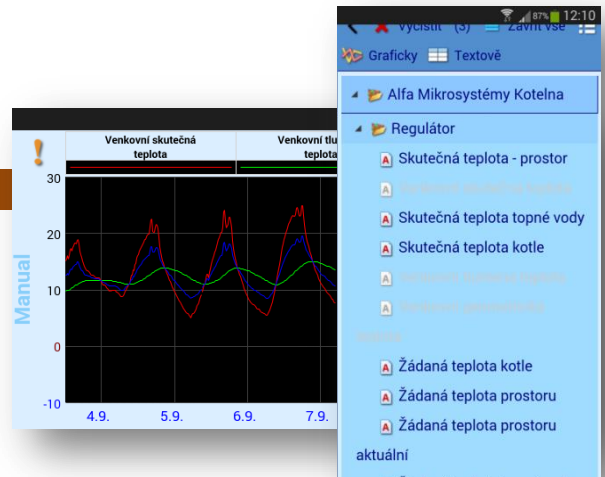 87% 12:10
Vyčistit (3) Zavřít vše
Graficky Textově
Alfa Mikrosystémy Kotelna
Regulátor
Skutečná teplota - prostor
Skutečná teplota topné vody
Skutečná teplota kotle
Žádaná teplota kotle
Žádaná teplota prostoru
Žádaná teplota prostoru
aktuální
Venkovní skutečná
teplota
Venkovní tlu
teplota
Manual
30
20
10
0
-10
4.9. 5.9. 6.9. 7.9.